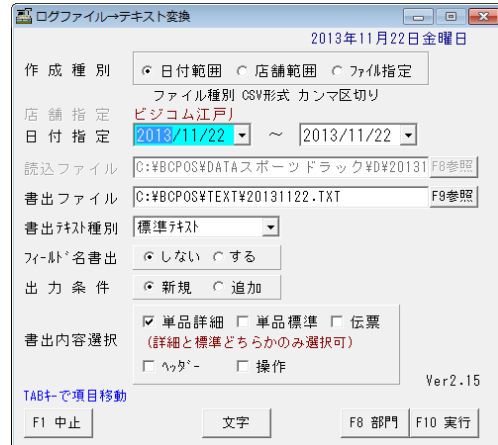 ログファイル→テキスト変換
2013年11月22日金曜日
作成種別 日付範囲 店舗範囲 ファイル指定
ファイル種別 CSV形式 カンマ区切り
店舗指定 ビジコム江戸川
日付指定 2013/11/22 ～ 2013/11/22
読込ファイル C:¥BCPOS¥DATAスポーツドラック¥D¥20131 F8参照
書出ファイル C:¥BCPOS¥TEXT¥20131122.TXT F9参照
書出テキスト種別 標準テキスト
フィールド名書出 しない する
出力条件 新規 追加
書出内容選択 単品詳細 単品標準 伝票
(詳細と標準どちらかのみ選択可)
ヘッダー 操作
Ver2.15
TABキーで項目移動
F1 中止 文字 F8 部門 F10 実行